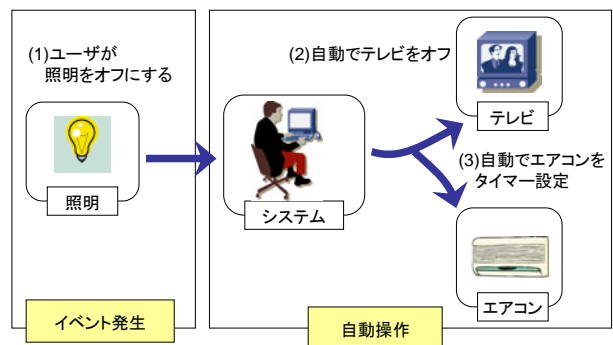 (1)ユーザが
照明をオフにする
照明
イベント発生
(2)自動でテレビをオフ
テレビ
システム
(3)自動でエアコンを
タイマー設定
エアコン
自動操作